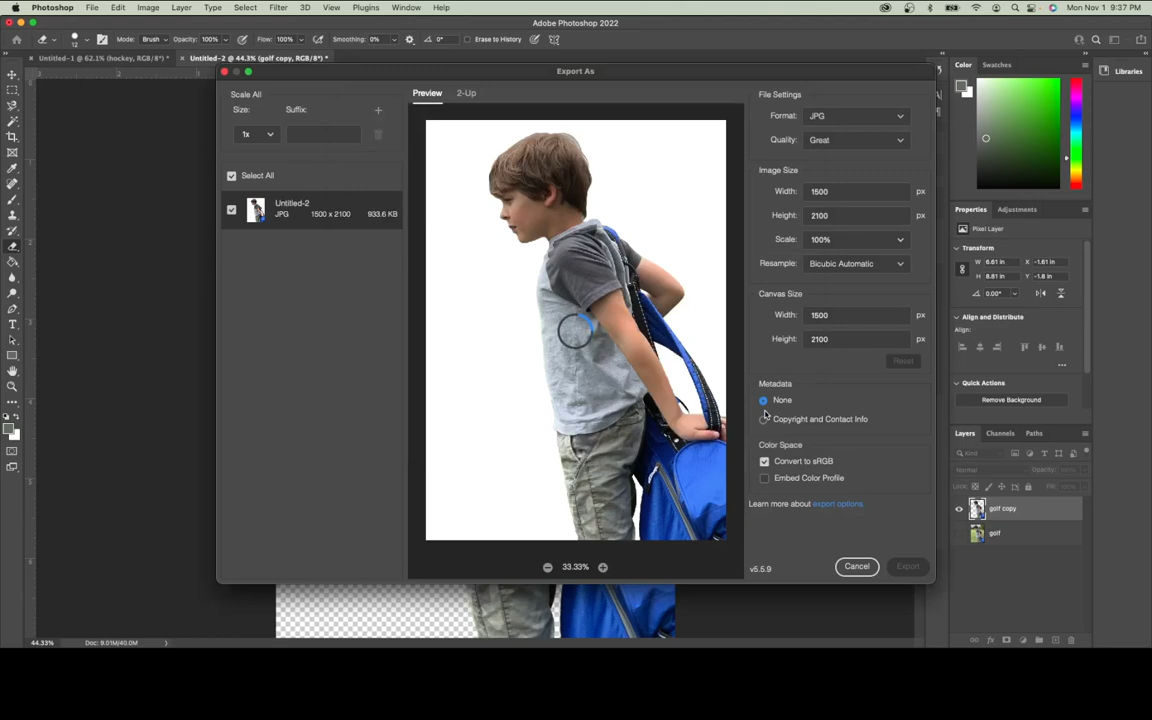 Photoshop File Edit Image Layer Type Select Filter 3D View Plugins Window Help Mon Nov 1 9:37 PM
Adobe Photoshop 2022
12 Mode: Brush Opacity: 100% Flow: 100% Smoothing: 0% 0° Erase to History
Untitled-1 @ 62.1% (hockey, RGB/8*) * Untitled-2 @ 44.3% (golf copy, RGB/8*) *
Export As
Scale All
Size: Suffix:
1x
Select All
Untitled-2
JPG 1500 x 2100 933.6 KB
Preview 2-Up
33.33%
File Settings
Format: JPG
Quality: Great
Image Size
Width: 1500 px
Height: 2100 px
Scale: 100%
Resample: Bicubic Automatic
Canvas Size
Width: 1500 px
Height: 2100 px
Reset
Metadata
None
Copyright and Contact Info
Color Space
Convert to sRGB
Embed Color Profile
Learn more about export options.
v5.5.9 Cancel Export
Color Swatches
Libraries
Properties Adjustments
Pixel Layer
Transform
W 6.61 in X -1.61 in
H 8.81 in Y -1.8 in
0.00°
Align and Distribute
Align:
Quick Actions
Remove Background
Layers Channels Paths
Kind
Normal Opacity: 100%
Lock: Fill: 100%
golf copy
golf
44.33% Doc: 9.01M/40.0M